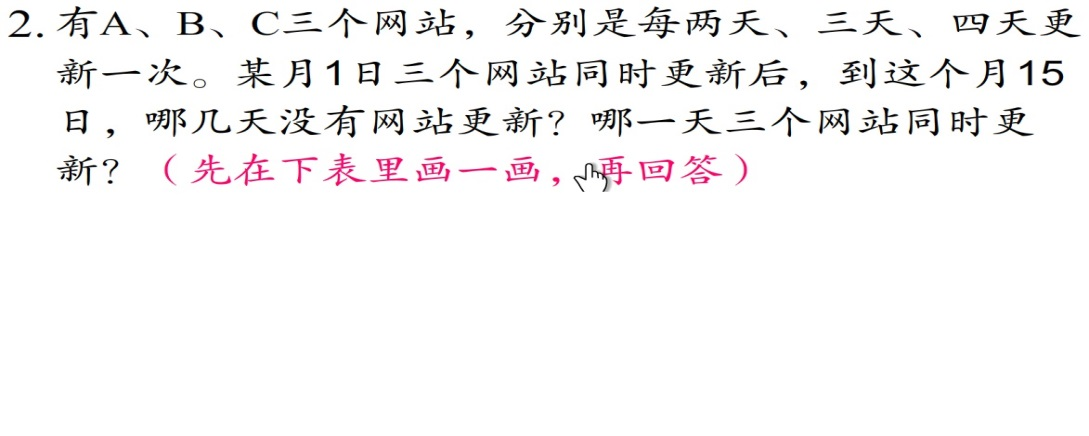 2. 有A、B、C三个网站，分别是每两天、三天、四天更
新一次。某月1日三个网站同时更新后，到这个月15
日，哪几天没有网站更新？哪一天三个网站同时更
新？（先在下表里画一画，再回答）